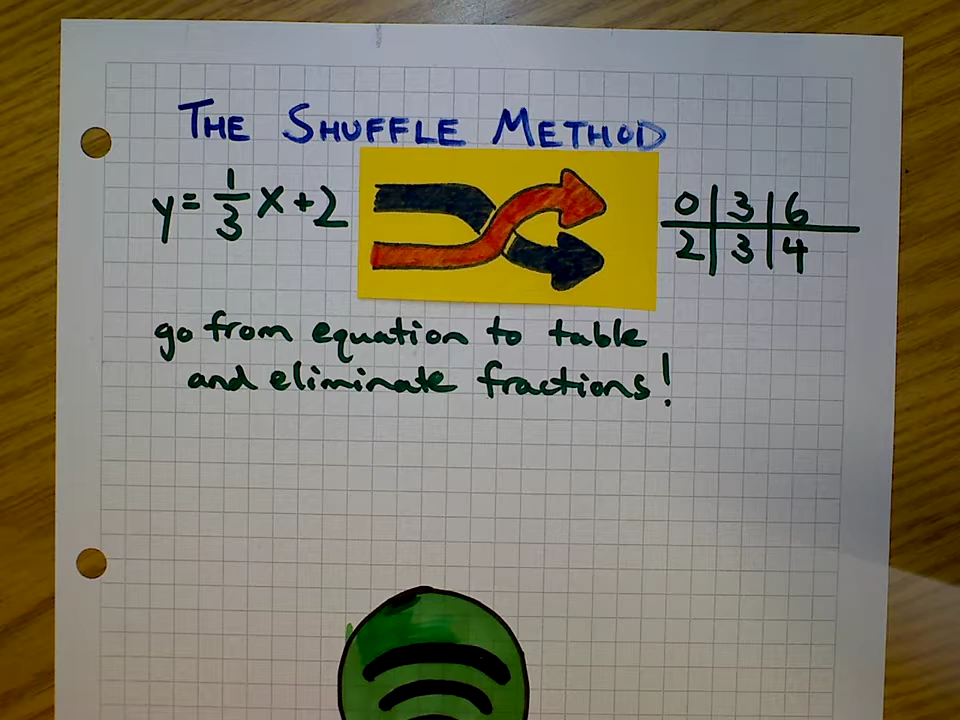 THE SHUFFLE METHOD
y = 1/3 x + 2
0 | 3 | 6
2 | 3 | 4
go from equation to table
and eliminate fractions!